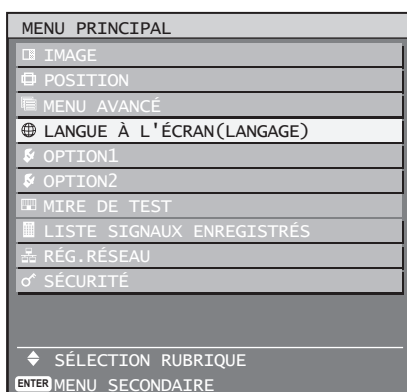 MENU PRINCIPAL
IMAGE
POSITION
MENU AVANCÉ
LANGUE À L'ÉCRAN(LANGAGE)
OPTION1
OPTION2
MIRE DE TEST
LISTE SIGNAUX ENREGISTRÉS
RÉG.RÉSEAU
SÉCURITÉ
SÉLECTION RUBRIQUE
ENTER MENU SECONDAIRE